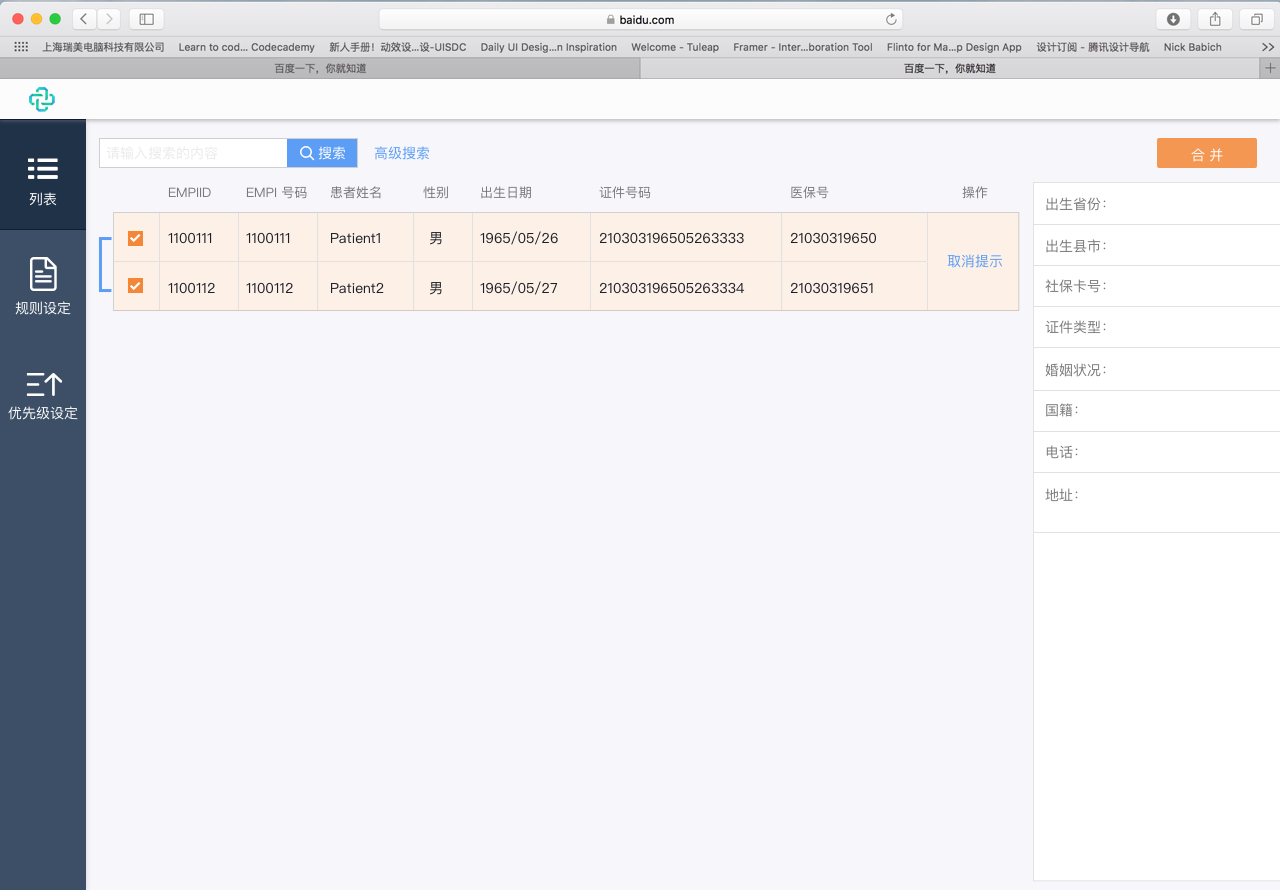 baidu.com
上海瑞美电脑科技有限公司 Learn to cod... Codecademy 新人手册！动效设...设-UISDC Daily UI Desig...n Inspiration Welcome - Tuleap Framer - Inter...boration Tool Flinto for Ma...p Design App 设计订阅 - 腾讯设计导航 Nick Babich
百度一下，你就知道 百度一下，你就知道
请输入搜素的内容 搜索 高级搜索 合 并
列表
规则设定
优先级设定
EMPIID EMPI 号码 患者姓名 性别 出生日期 证件号码 医保号 操作
1100111 1100111 Patient1 男 1965/05/26 210303196505263333 21030319650
取消提示
1100112 1100112 Patient2 男 1965/05/27 210303196505263334 21030319651
出生省份：
出生县市：
社保卡号：
证件类型：
婚姻状况：
国籍：
电话：
地址：